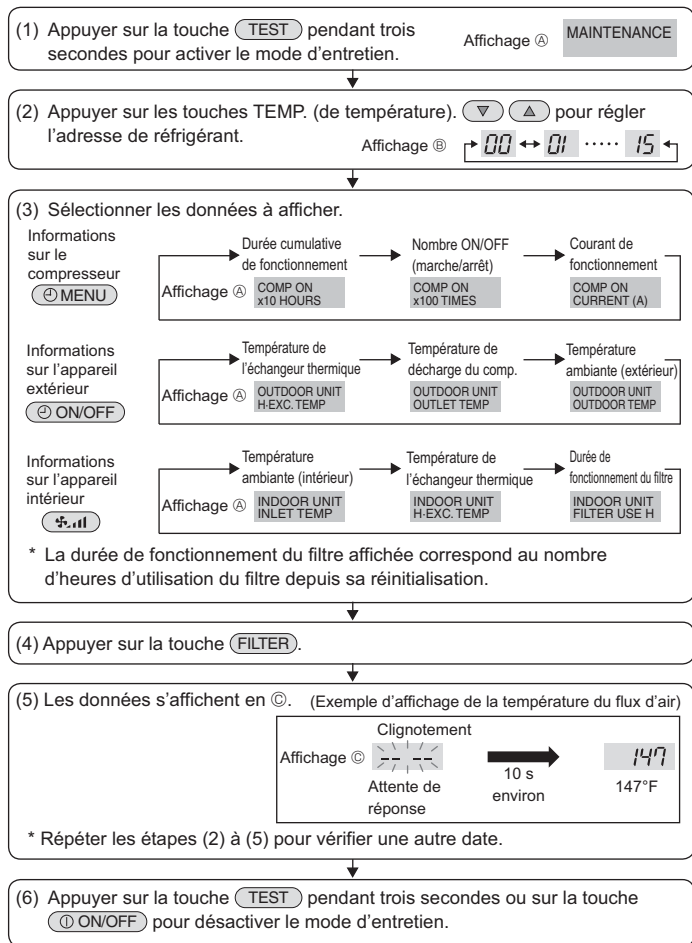 (1) Appuyer sur la touche TEST pendant trois
secondes pour activer le mode d'entretien.
Affichage Ⓐ
MAINTENANCE
(2) Appuyer sur les touches TEMP. (de température). ▽ △ pour régler
l'adresse de réfrigérant.
Affichage Ⓑ 00 ↔ 01 ····· 15
(3) Sélectionner les données à afficher.
Informations
sur le
compresseur
MENU
Affichage Ⓐ
Durée cumulative
de fonctionnement
COMP ON
x10 HOURS
Nombre ON/OFF
(marche/arrêt)
COMP ON
x100 TIMES
Courant de
fonctionnement
COMP ON
CURRENT (A)
Informations
sur l'appareil
extérieur
ON/OFF
Affichage Ⓐ
Température de
l'échangeur thermique
OUTDOOR UNIT
H·EXC. TEMP
Température de
décharge du comp.
OUTDOOR UNIT
OUTLET TEMP
Température
ambiante (extérieur)
OUTDOOR UNIT
OUTDOOR TEMP
Informations
sur l'appareil
intérieur
Affichage Ⓐ
Température
ambiante (intérieur)
INDOOR UNIT
INLET TEMP
Température de
l'échangeur thermique
INDOOR UNIT
H·EXC. TEMP
Durée de
fonctionnement du filtre
INDOOR UNIT
FILTER USE H
* La durée de fonctionnement du filtre affichée correspond au nombre
d'heures d'utilisation du filtre depuis sa réinitialisation.
(4) Appuyer sur la touche FILTER.
(5) Les données s'affichent en Ⓒ. (Exemple d'affichage de la température du flux d'air)
Clignotement
Affichage Ⓒ -- --
Attente de
réponse
10 s
environ
147
147°F
* Répéter les étapes (2) à (5) pour vérifier une autre date.
(6) Appuyer sur la touche TEST pendant trois secondes ou sur la touche
ON/OFF pour désactiver le mode d'entretien.